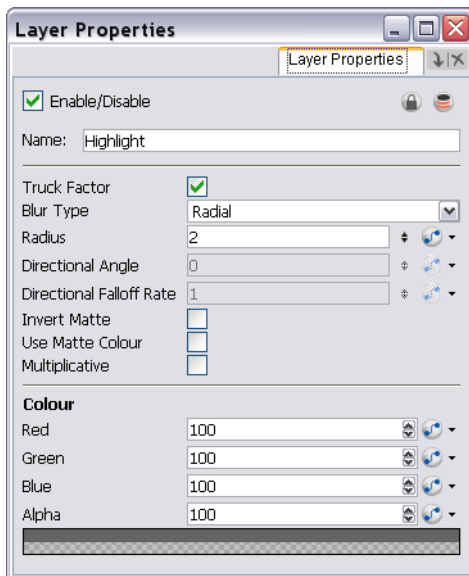 Layer Properties
Layer Properties
Enable/Disable
Name: Highlight
Truck Factor
Blur Type Radial
Radius 2
Directional Angle 0
Directional Falloff Rate 1
Invert Matte
Use Matte Colour
Multiplicative
Colour
Red 100
Green 100
Blue 100
Alpha 100